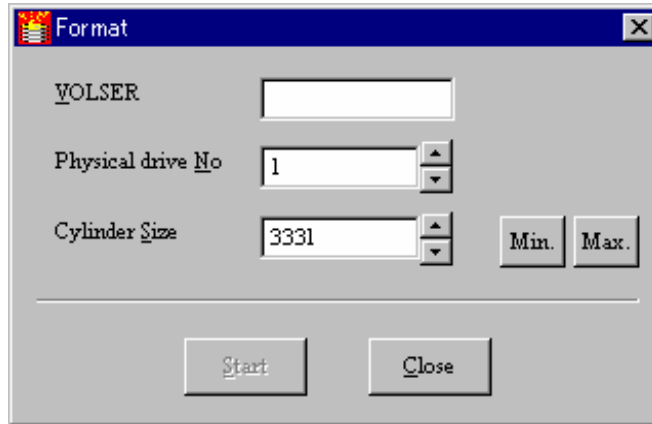 Format
VOLSER
Physical drive No
1
Cylinder Size
3331
Min.
Max.
Start
Close